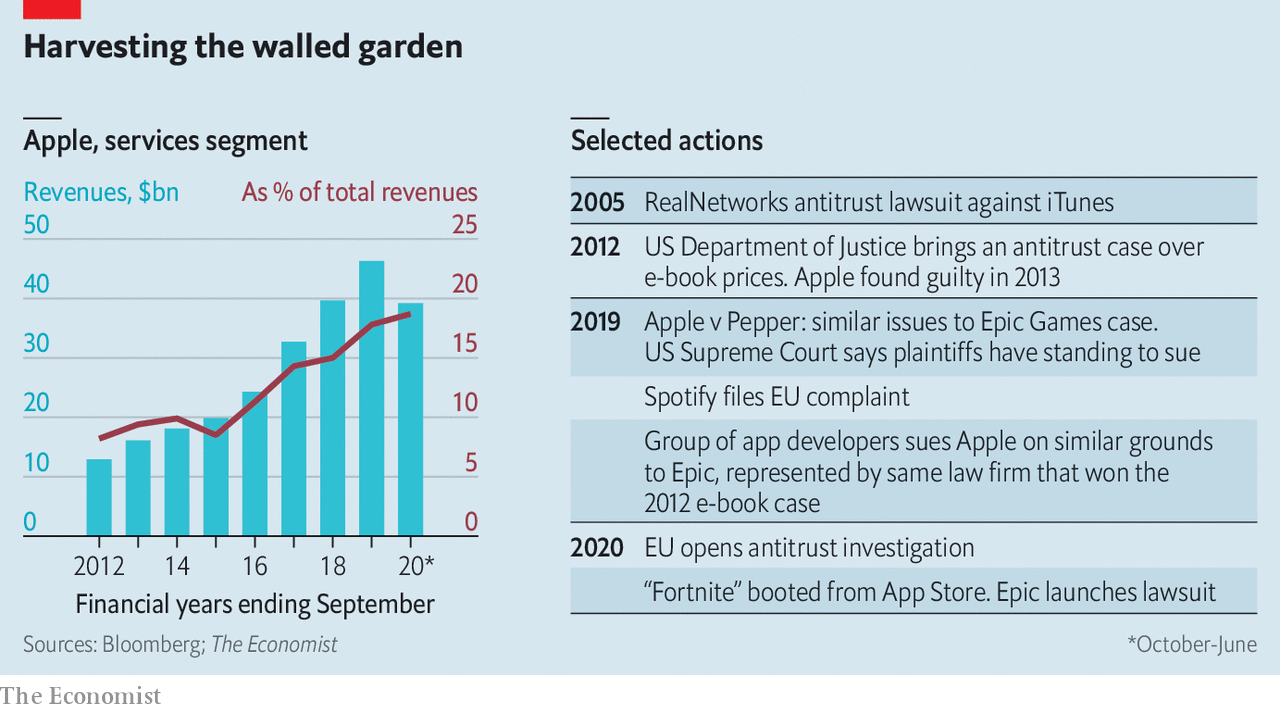 Harvesting the walled garden
Apple, services segment
Revenues, $bn
As % of total revenues
50
40
30
20
10
0
25
20
15
10
5
0
2012
14
16
18
20*
Financial years ending September
Selected actions
2005 RealNetworks antitrust lawsuit against iTunes
2012 US Department of Justice brings an antitrust case over
e-book prices. Apple found guilty in 2013
2019 Apple v Pepper: similar issues to Epic Games case.
US Supreme Court says plaintiffs have standing to sue
Spotify files EU complaint
Group of app developers sues Apple on similar grounds
to Epic, represented by same law firm that won the
2012 e-book case
2020 EU opens antitrust investigation
“Fortnite” booted from App Store. Epic launches lawsuit
Sources: Bloomberg; The Economist
*October-June
The Economist